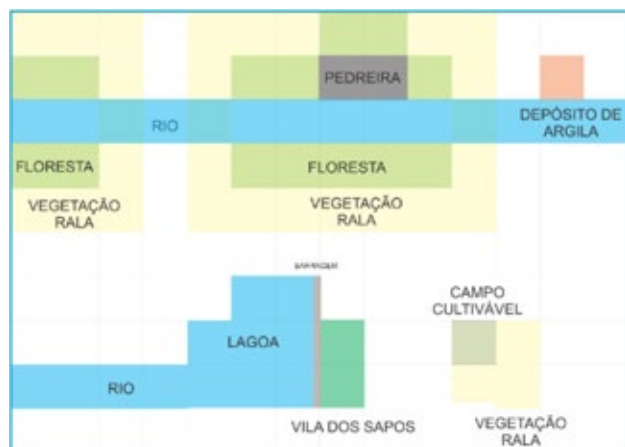 PEDREIRA
RIO
DEPÓSITO DE
ARGILA
FLORESTA
FLORESTA
VEGETAÇÃO
RALA
VEGETAÇÃO
RALA
BARRAGEM
CAMPO
CULTIVÁVEL
LAGOA
RIO
VILA DOS SAPOS
VEGETAÇÃO
RALA